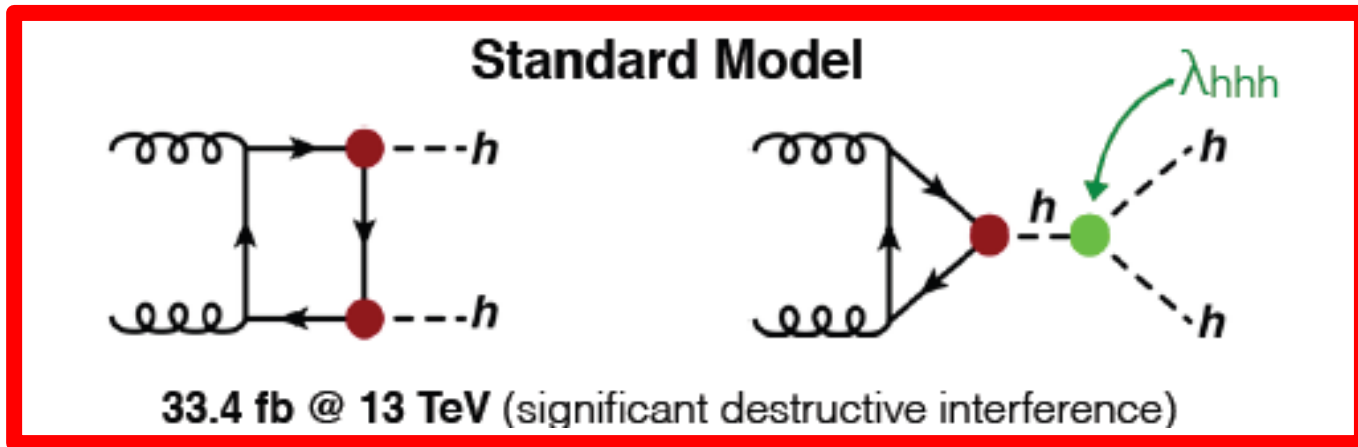 Standard Model
λhhh
h
h
h
h
h
33.4 fb @ 13 TeV (significant destructive interference)